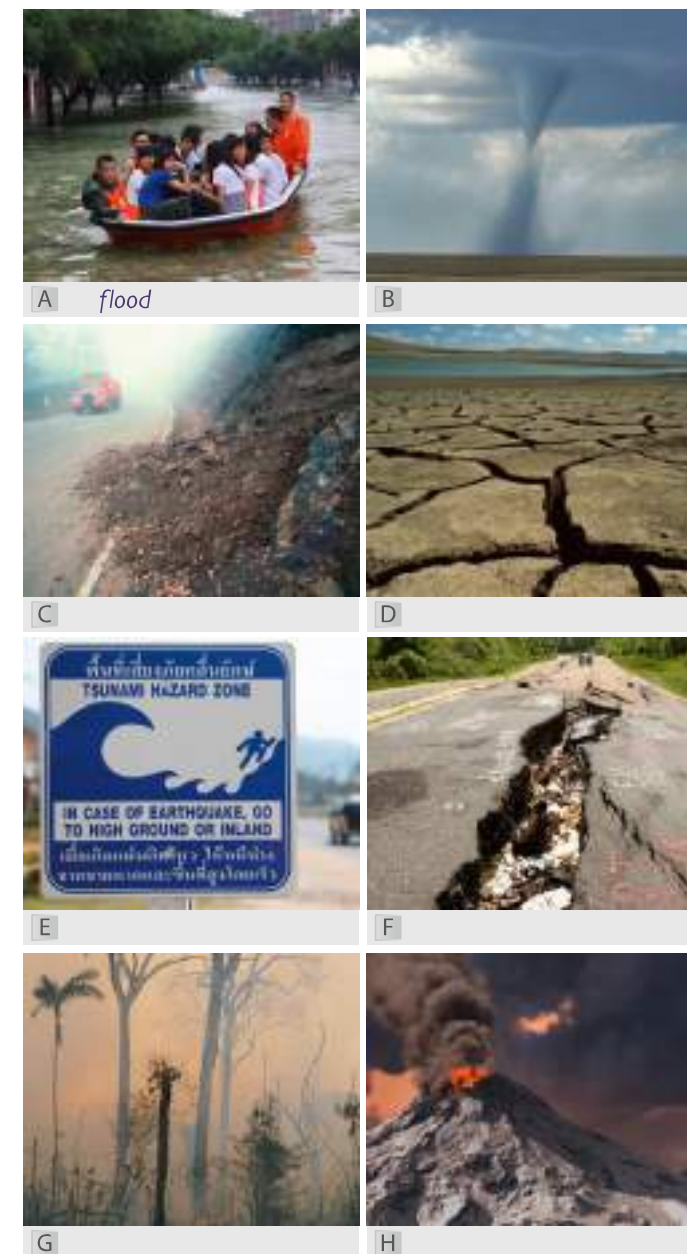 A flood
B
C
D
TSUNAMI HAZARD ZONE
IN CASE OF EARTHQUAKE, GO
TO HIGH GROUND OR INLAND
E
F
G
H